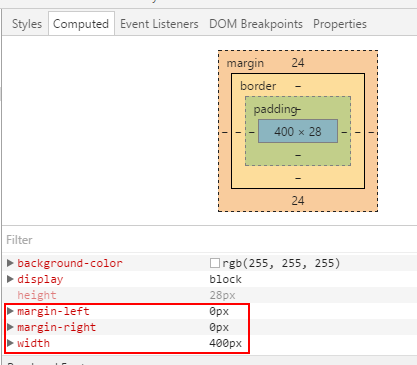 Styles Computed Event Listeners DOM Breakpoints Properties
margin 24
border –
padding –
– – – 400 × 28 – – –
–
–
24
Filter
background-color rgb(255, 255, 255)
display block
height 28px
margin-left 0px
margin-right 0px
width 400px